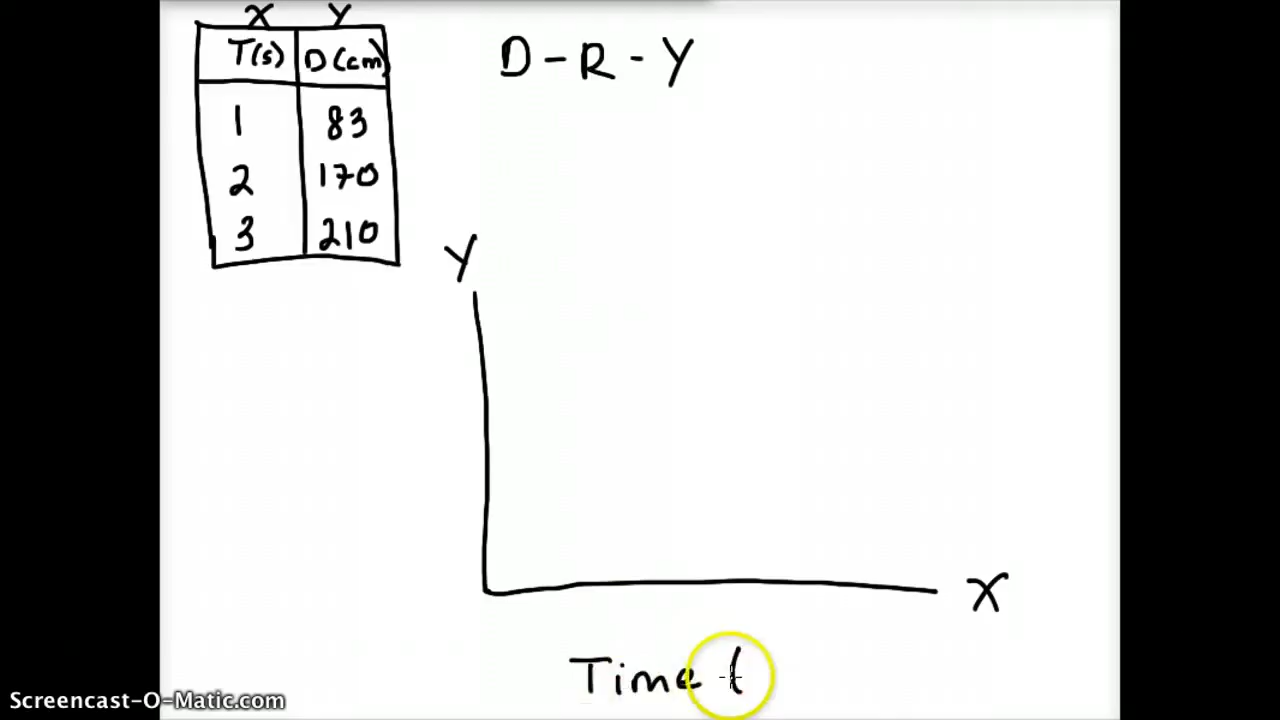 X Y
T(s) D(cm)
1 83
2 170
3 210
D-R-Y
Y
X
Time (
Screencast-O-Matic.com